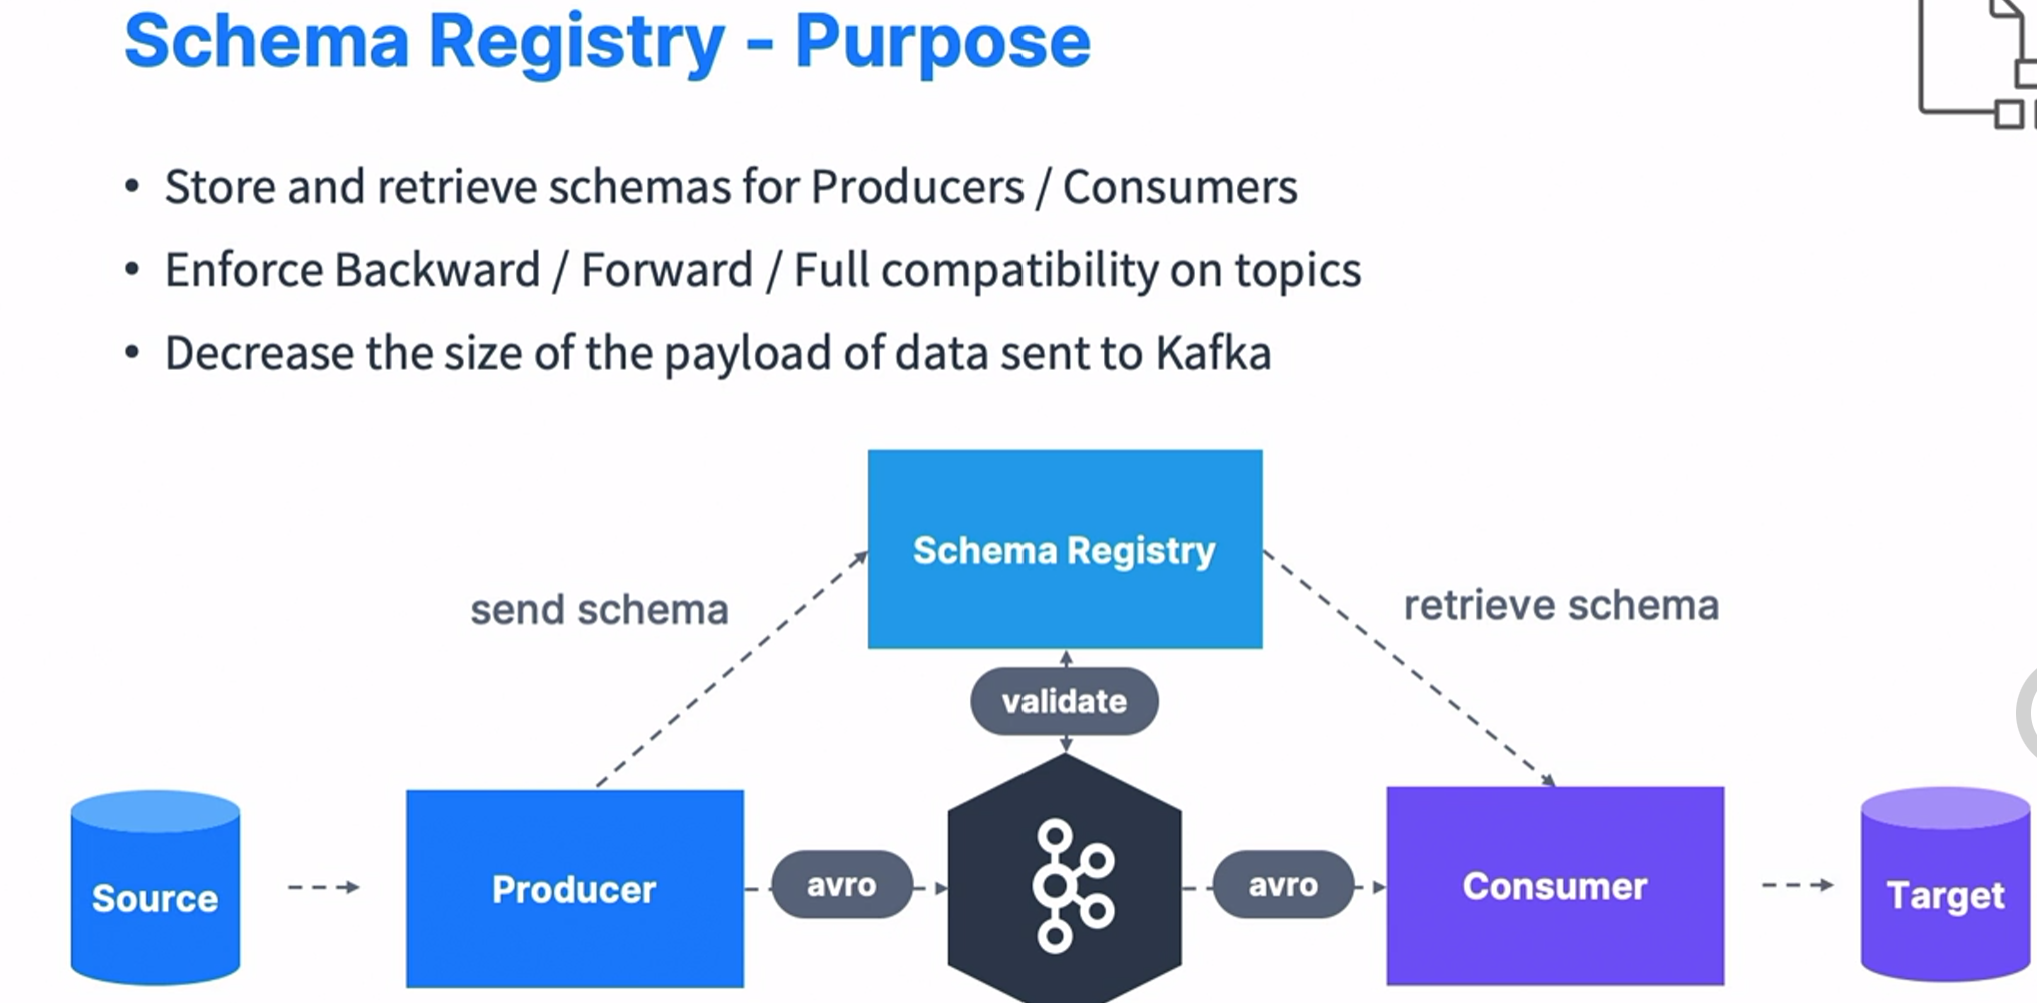 Schema Registry - Purpose
• Store and retrieve schemas for Producers / Consumers
• Enforce Backward / Forward / Full compatibility on topics
• Decrease the size of the payload of data sent to Kafka
Schema Registry
send schema
retrieve schema
validate
Source
Producer
avro
avro
Consumer
Target